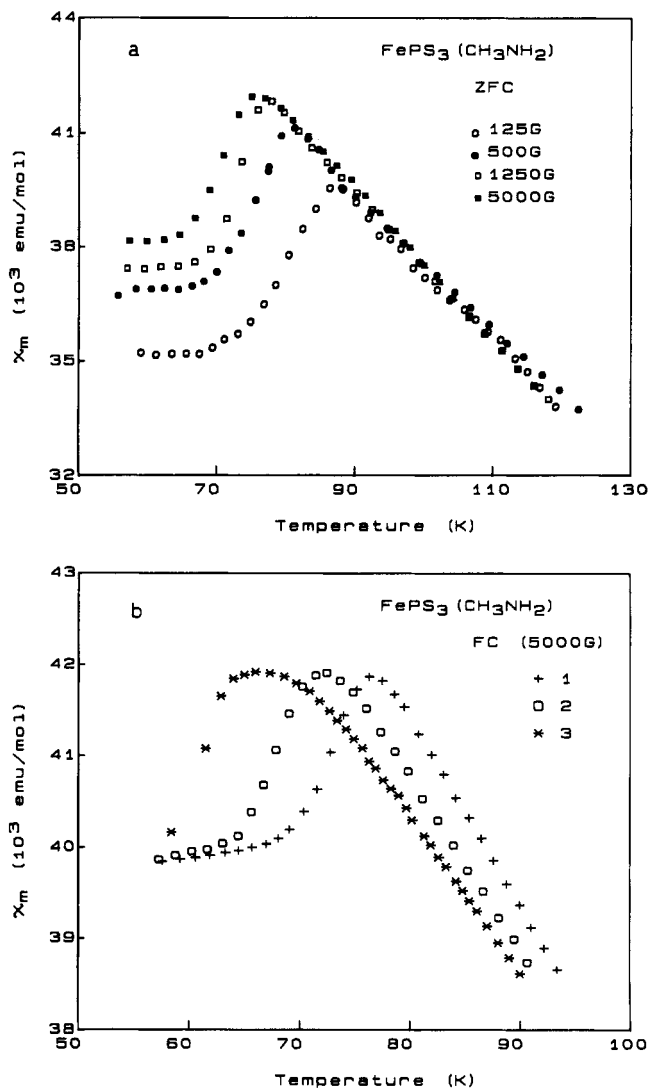 44
a
FePS3(CH3NH2)
ZFC
125G
500G
1250G
5000G
41
38
35
32
χm (10^3 emu/mol)
50 70 90 110 130
Temperature (K)
43
b
FePS3(CH3NH2)
FC (5000G)
1
2
3
42
41
40
39
38
χm (10^3 emu/mol)
50 60 70 80 90 100
Temperature (K)